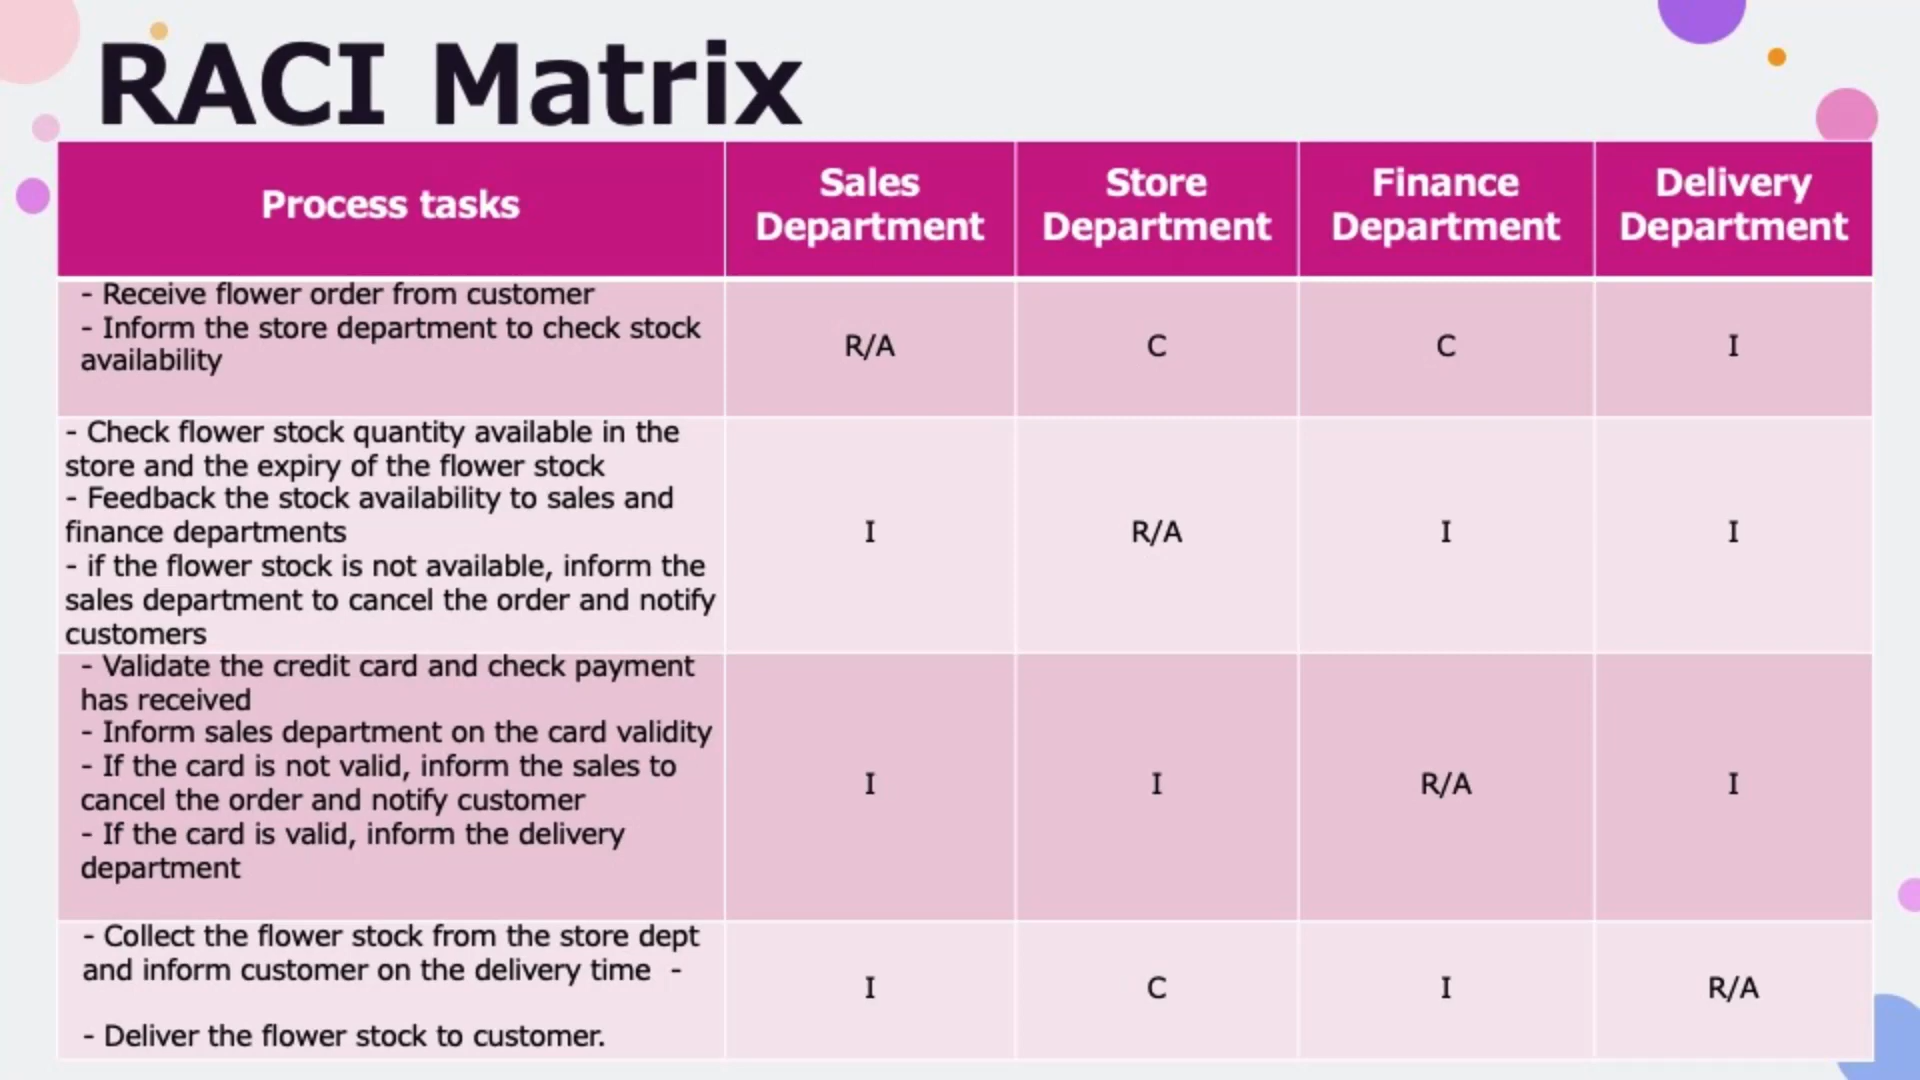 RACI Matrix
Process tasks
Sales
Department
Store
Department
Finance
Department
Delivery
Department
- Receive flower order from customer
- Inform the store department to check stock
availability
R/A
C
C
I
- Check flower stock quantity available in the
store and the expiry of the flower stock
- Feedback the stock availability to sales and
finance departments
- if the flower stock is not available, inform the
sales department to cancel the order and notify
customers
I
R/A
I
I
- Validate the credit card and check payment
has received
- Inform sales department on the card validity
- If the card is not valid, inform the sales to
cancel the order and notify customer
- If the card is valid, inform the delivery
department
I
I
R/A
I
- Collect the flower stock from the store dept
and inform customer on the delivery time -
- Deliver the flower stock to customer.
I
C
I
R/A